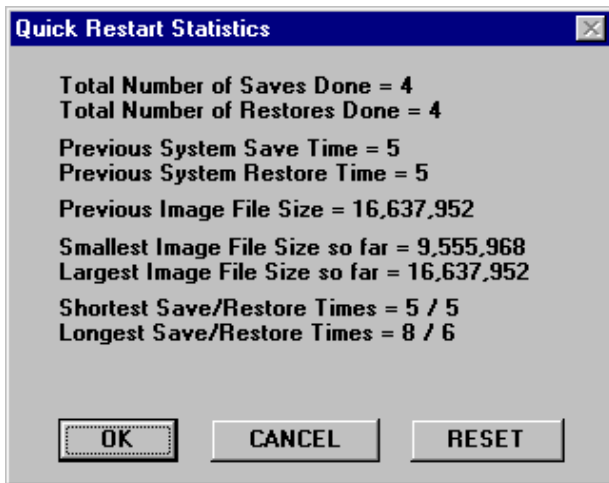 Quick Restart Statistics
Total Number of Saves Done = 4
Total Number of Restores Done = 4
Previous System Save Time = 5
Previous System Restore Time = 5
Previous Image File Size = 16,637,952
Smallest Image File Size so far = 9,555,968
Largest Image File Size so far = 16,637,952
Shortest Save/Restore Times = 5 / 5
Longest Save/Restore Times = 8 / 6
OK CANCEL RESET